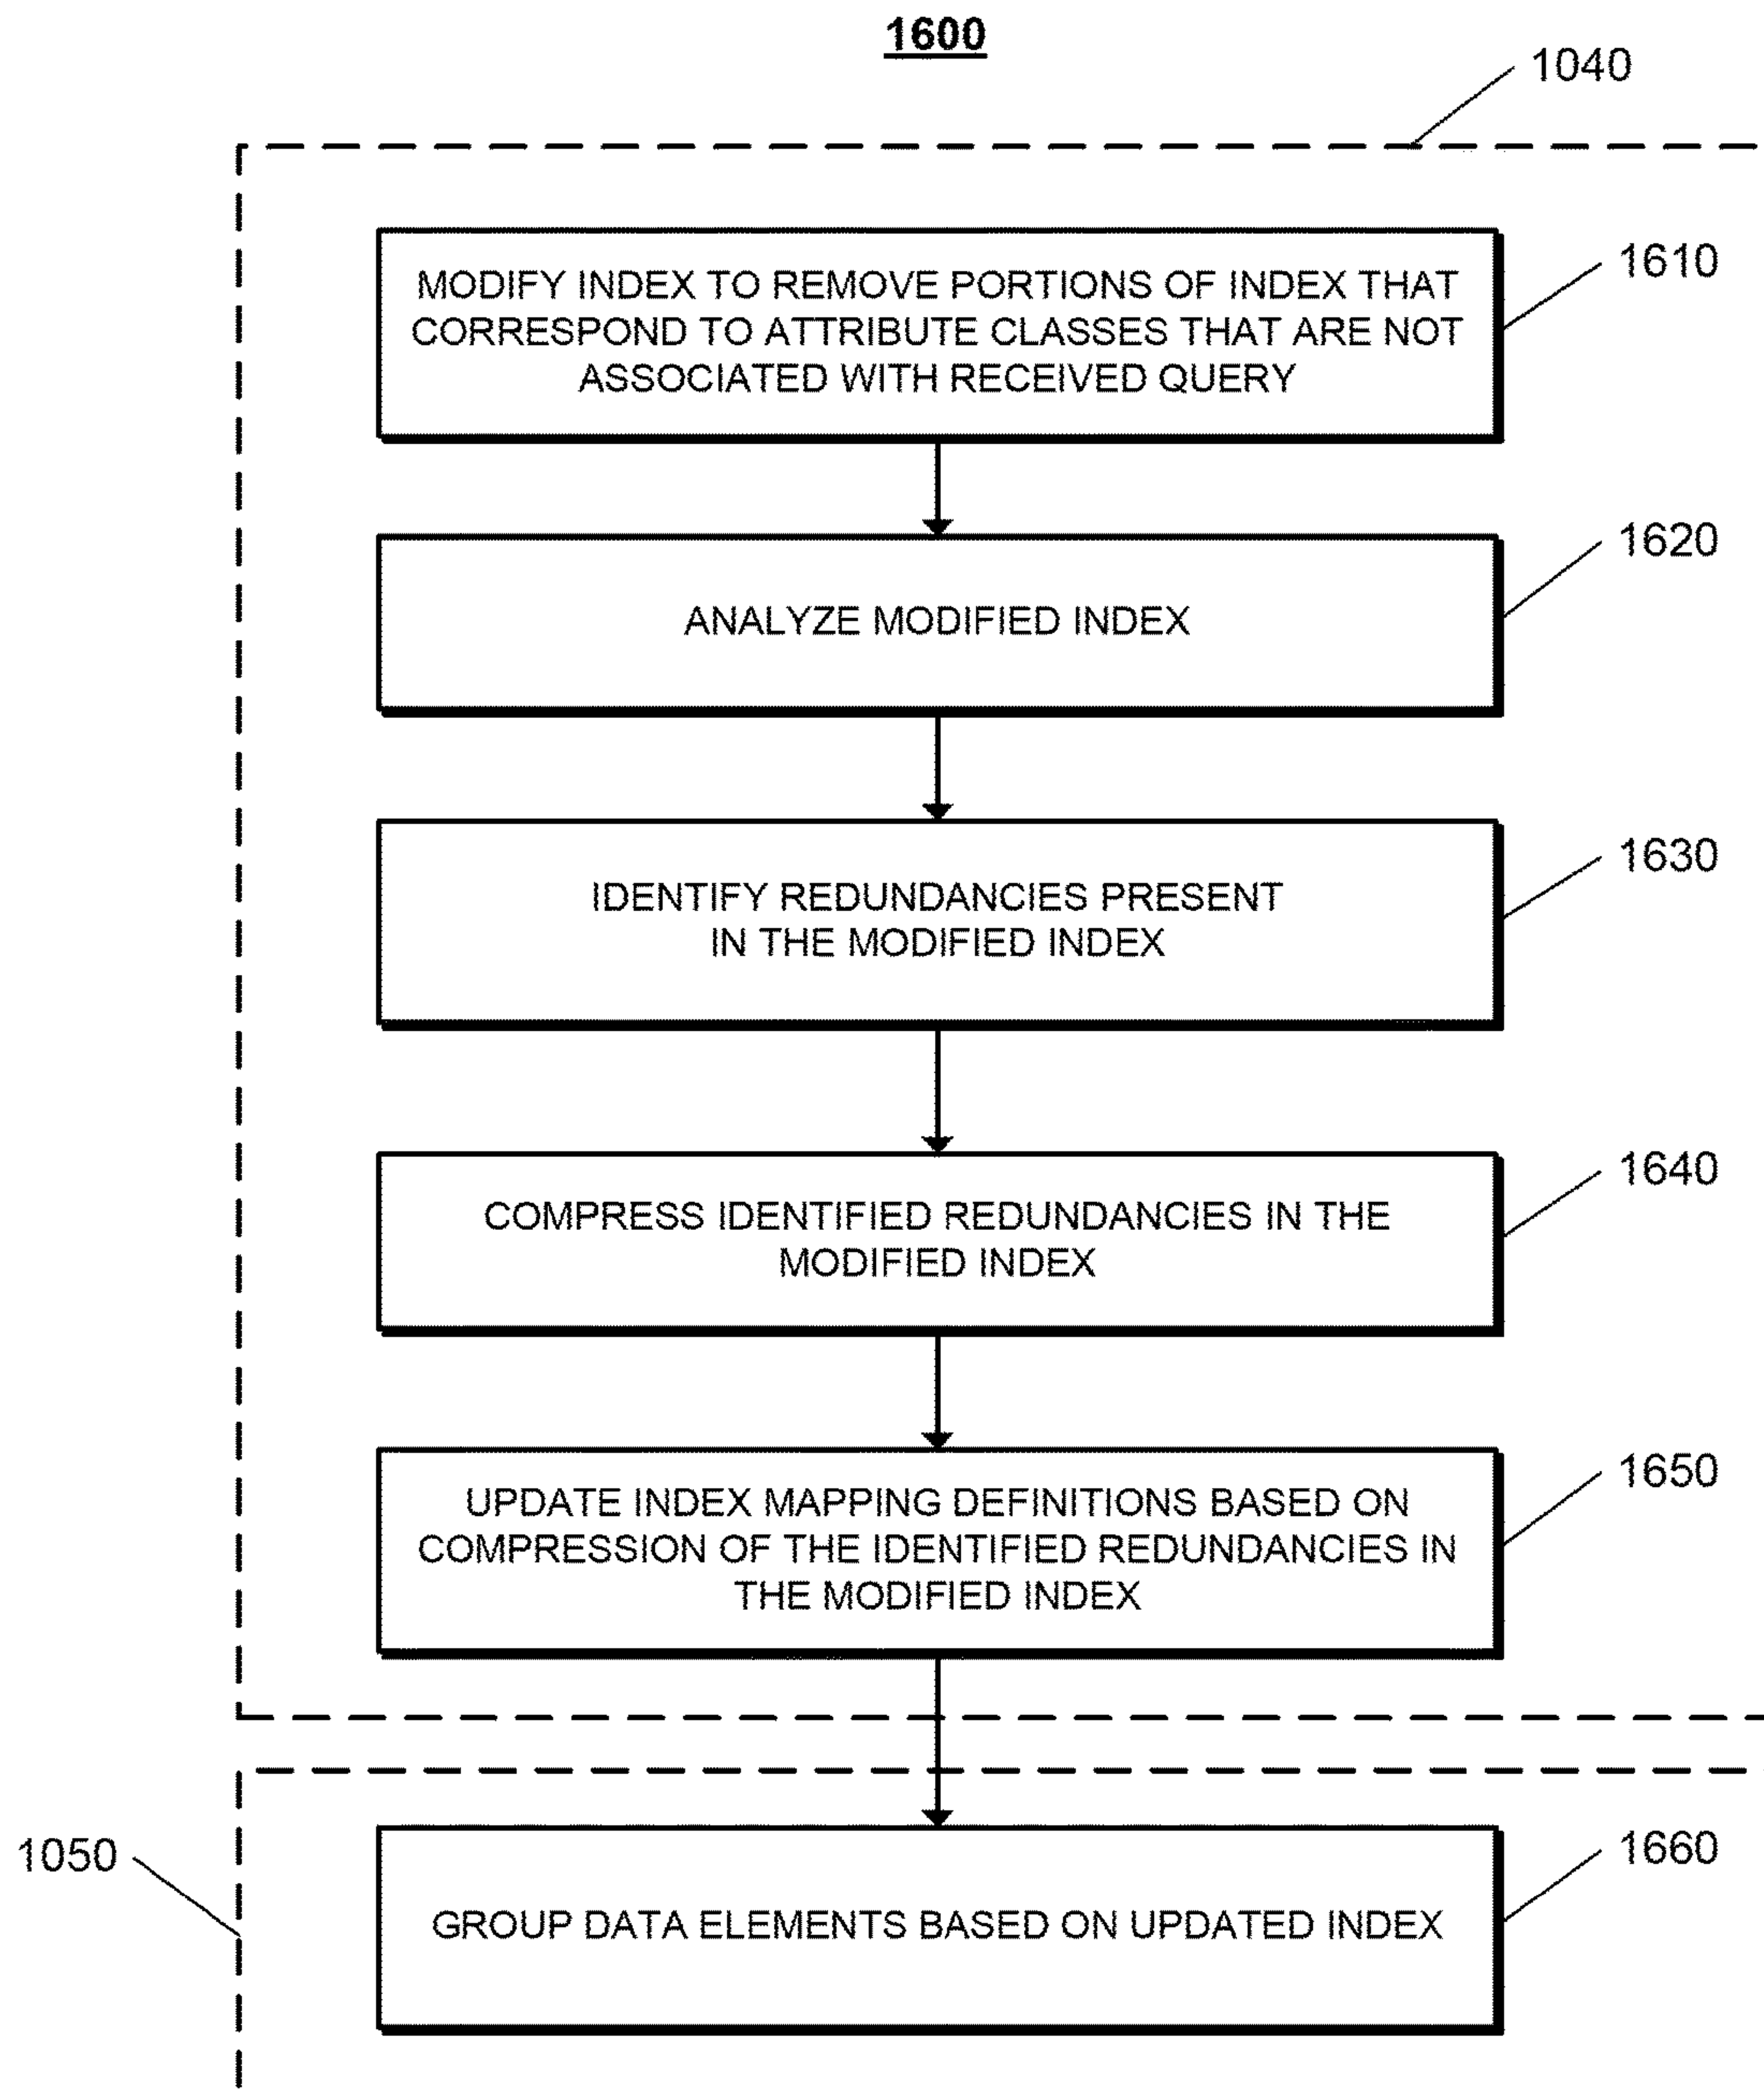 1600
1040
MODIFY INDEX TO REMOVE PORTIONS OF INDEX THAT
CORRESPOND TO ATTRIBUTE CLASSES THAT ARE NOT
ASSOCIATED WITH RECEIVED QUERY
1610
ANALYZE MODIFIED INDEX
1620
IDENTIFY REDUNDANCIES PRESENT
IN THE MODIFIED INDEX
1630
COMPRESS IDENTIFIED REDUNDANCIES IN THE
MODIFIED INDEX
1640
UPDATE INDEX MAPPING DEFINITIONS BASED ON
COMPRESSION OF THE IDENTIFIED REDUNDANCIES IN
THE MODIFIED INDEX
1650
1050
GROUP DATA ELEMENTS BASED ON UPDATED INDEX
1660